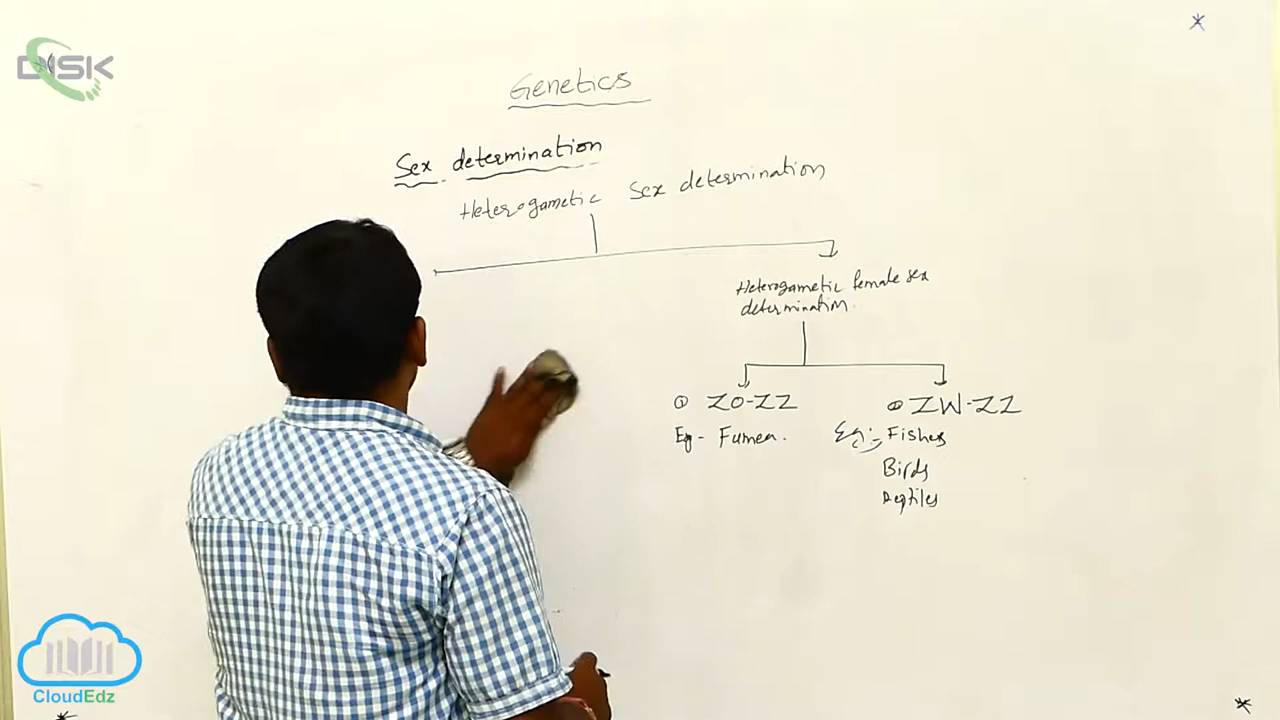 DISK
Genetics
Sex determination
Heterogametic Sex determination
Heterogametic female sex
determination.
① ZO-ZZ
② ZW-ZZ
Eg - Fumea.
Eg:- Fishes
Birds
Reptiles
CloudEdz